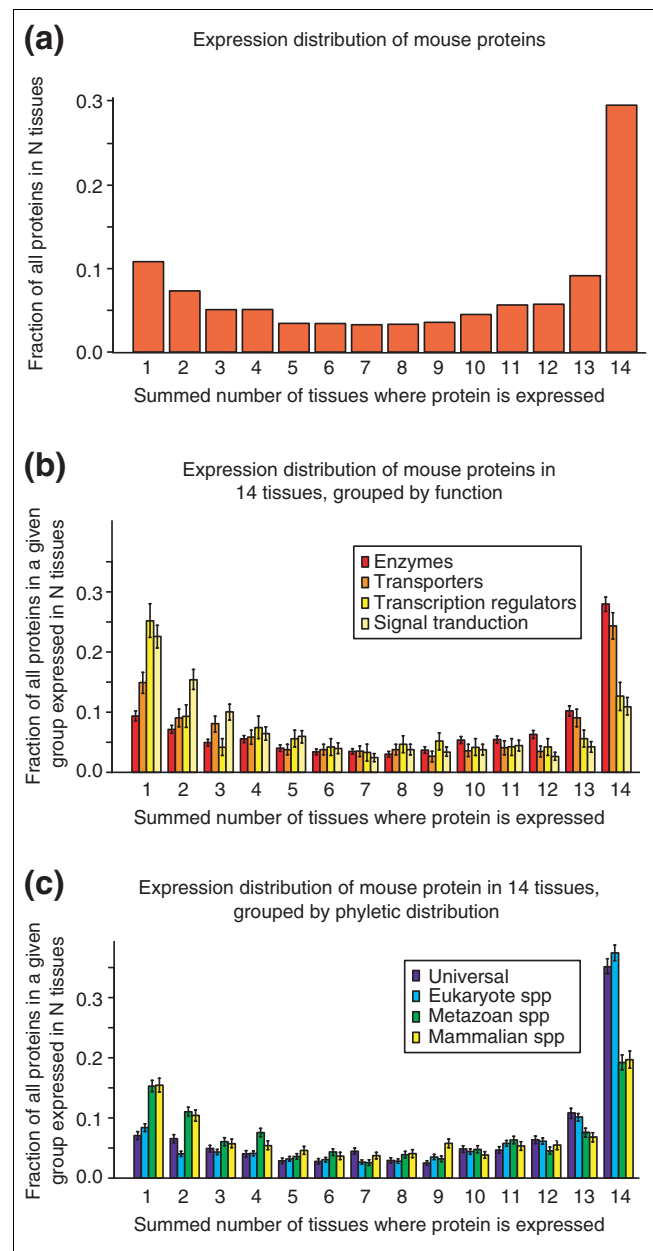 (a)
Expression distribution of mouse proteins
Fraction of all proteins in N tissues
0.3
0.2
0.1
0.0
1 2 3 4 5 6 7 8 9 10 11 12 13 14
Summed number of tissues where protein is expressed
(b)
Expression distribution of mouse proteins in
14 tissues, grouped by function
Fraction of all proteins in a given
group expressed in N tissues
0.3
0.2
0.1
0.0
Enzymes
Transporters
Transcription regulators
Signal tranduction
1 2 3 4 5 6 7 8 9 10 11 12 13 14
Summed number of tissues where protein is expressed
(c)
Expression distribution of mouse protein in 14 tissues,
grouped by phyletic distribution
Fraction of all proteins in a given
group expressed in N tissues
0.3
0.2
0.1
0.0
Universal
Eukaryote spp
Metazoan spp
Mammalian spp
1 2 3 4 5 6 7 8 9 10 11 12 13 14
Summed number of tissues where protein is expressed